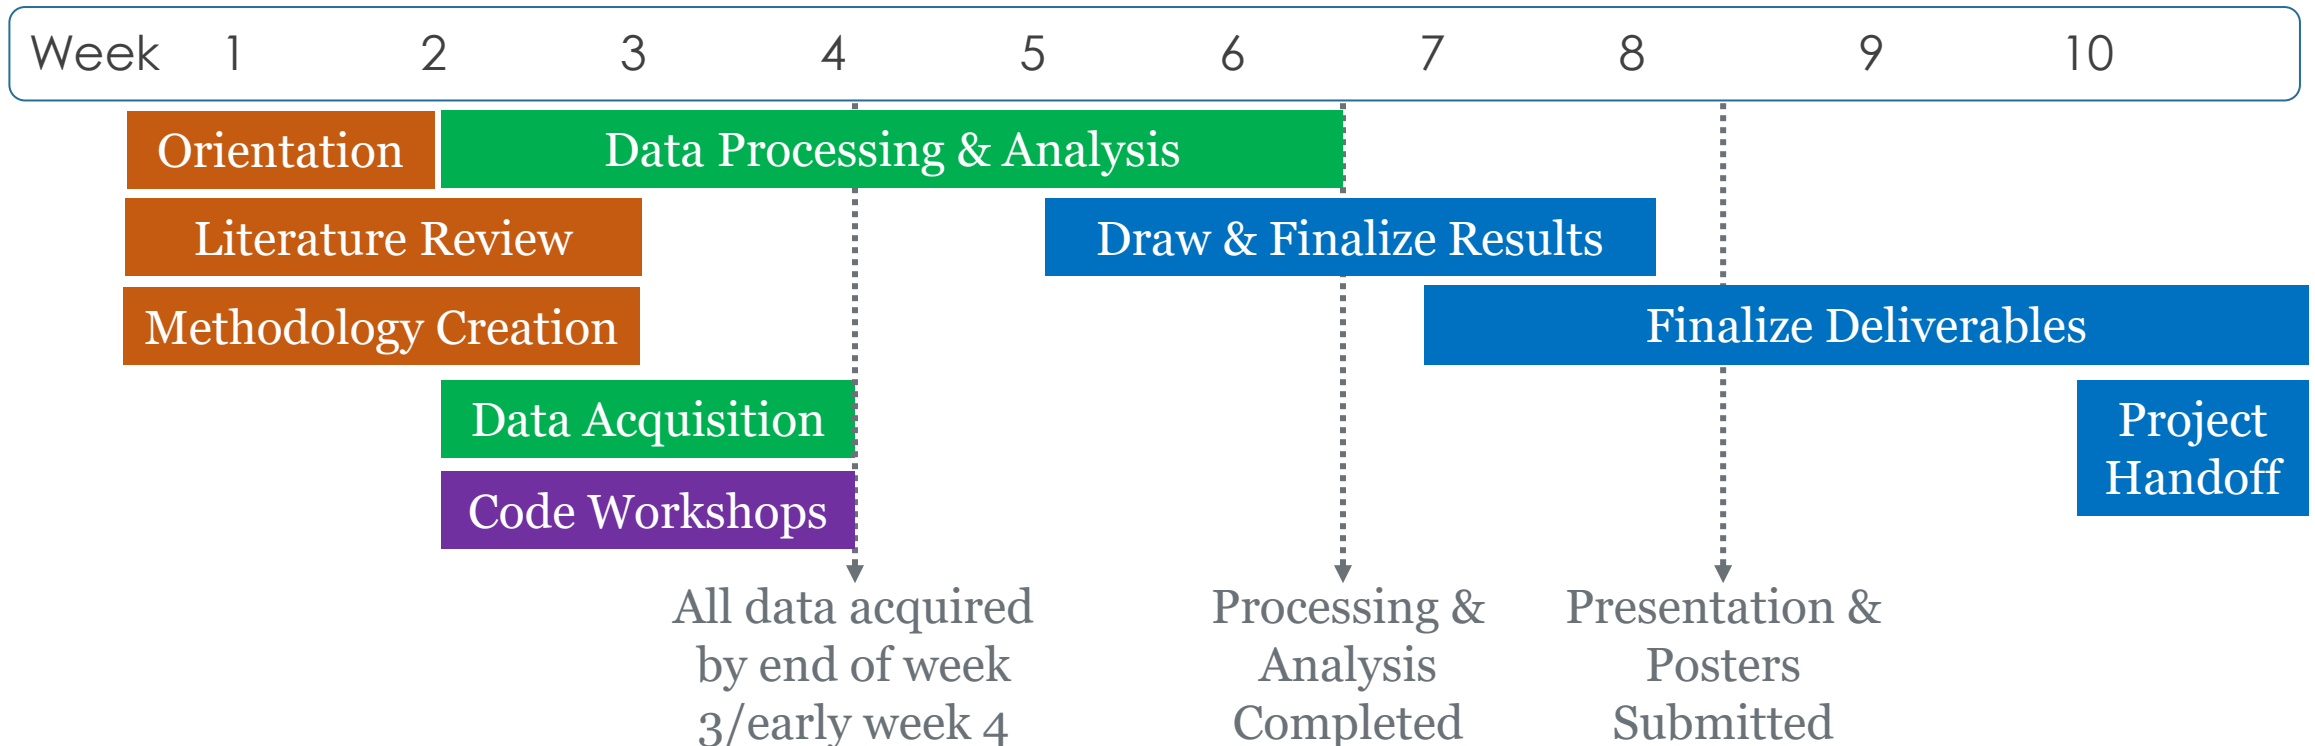 Week 1 2 3 4 5 6 7 8 9 10
Orientation
Data Processing & Analysis
Literature Review
Draw & Finalize Results
Methodology Creation
Finalize Deliverables
Data Acquisition
Project
Handoff
Code Workshops
All data acquired
by end of week
3/early week 4
Processing &
Analysis
Completed
Presentation &
Posters
Submitted